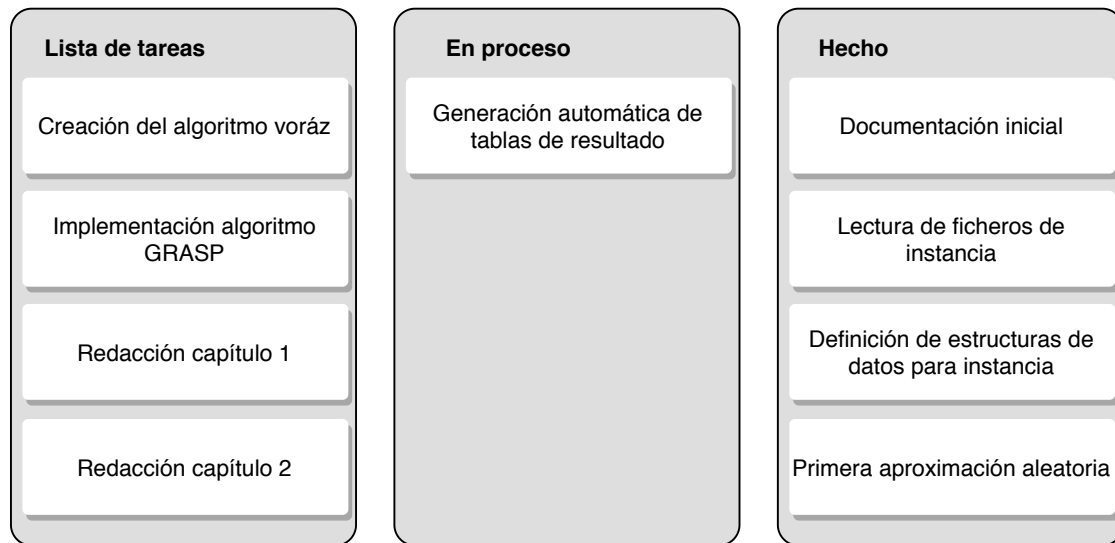 Lista de tareas
Creación del algoritmo voráz
Implementación algoritmo
GRASP
Redacción capítulo 1
Redacción capítulo 2
En proceso
Generación automática de
tablas de resultado
Hecho
Documentación inicial
Lectura de ficheros de
instancia
Definición de estructuras de
datos para instancia
Primera aproximación aleatoria